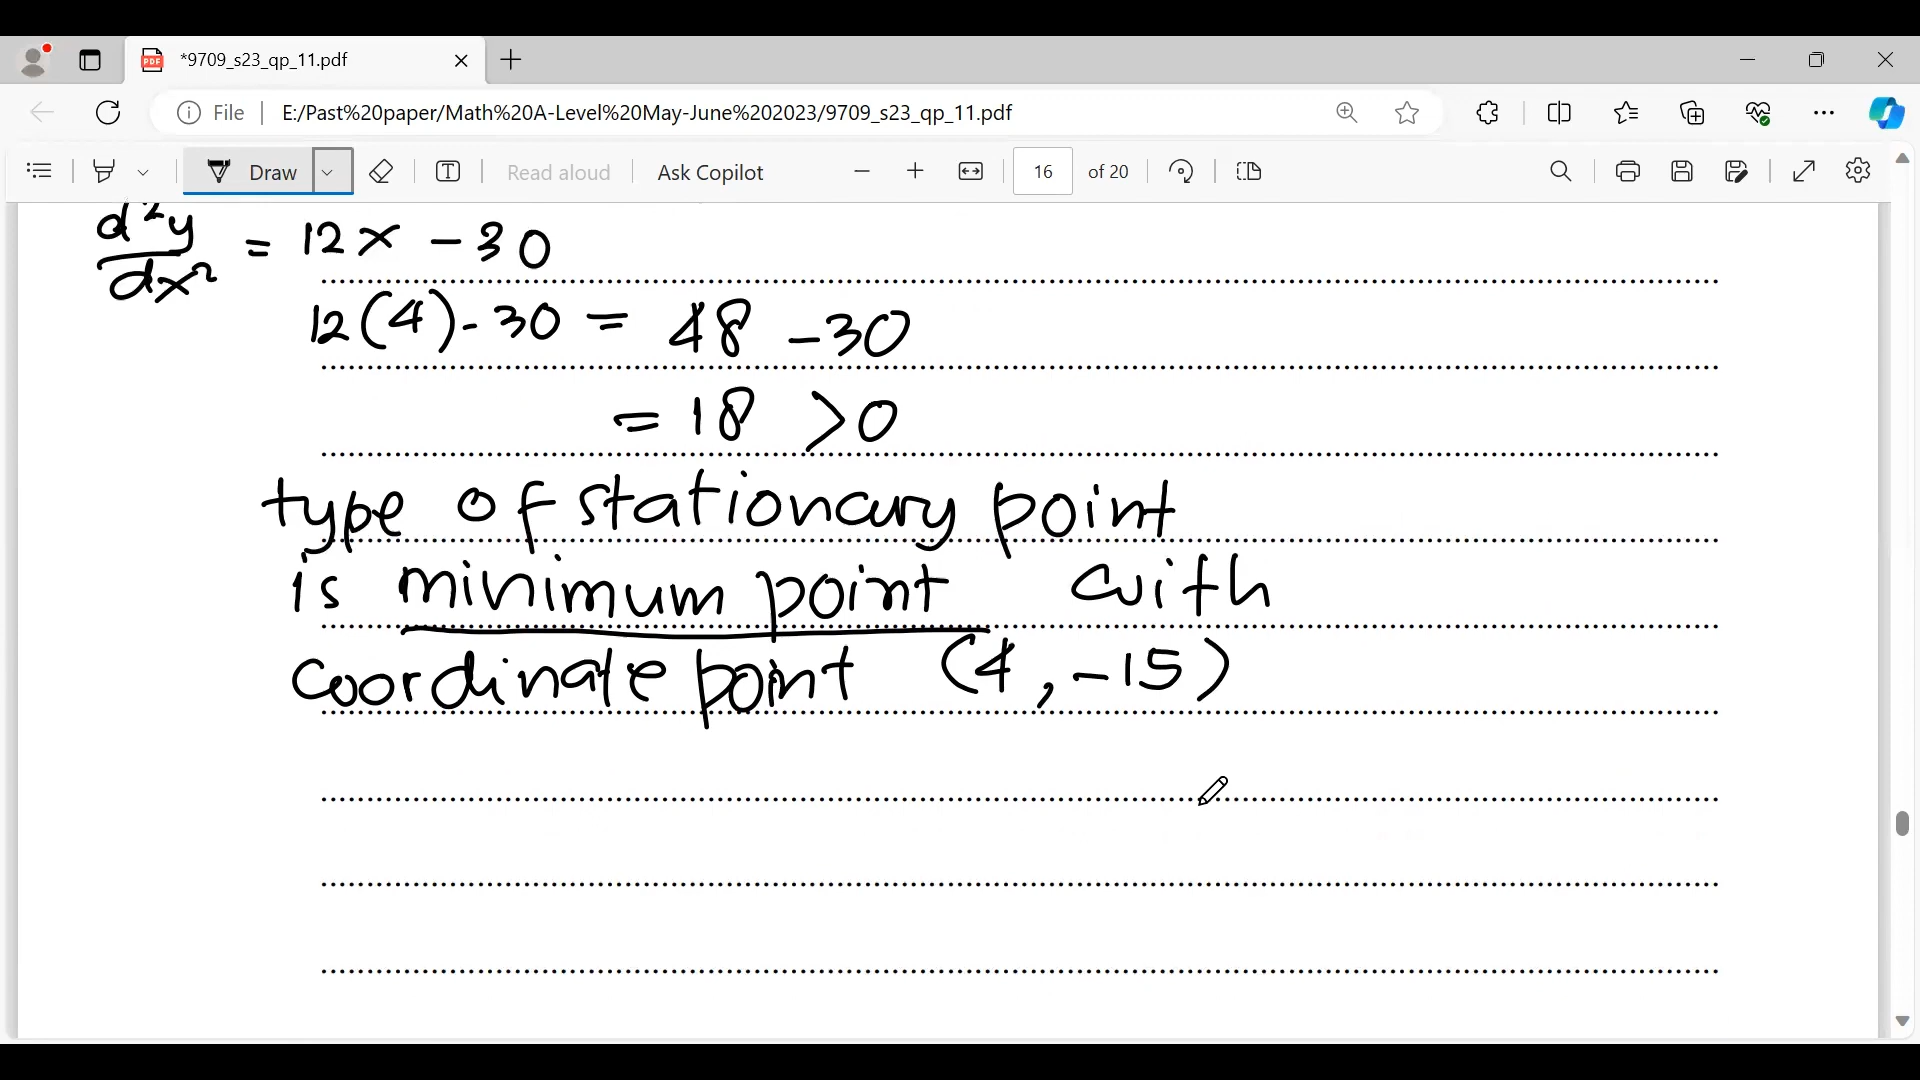 *9709_s23_qp_11.pdf
File E:/Past%20paper/Math%20A-Level%20May-June%202023/9709_s23_qp_11.pdf
Draw Read aloud Ask Copilot 16 of 20
d²y/dx² = 12x - 30
12(4) - 30 = 48 - 30
= 18 > 0
type of stationary point
is minimum point with
coordinate point (4, -15)